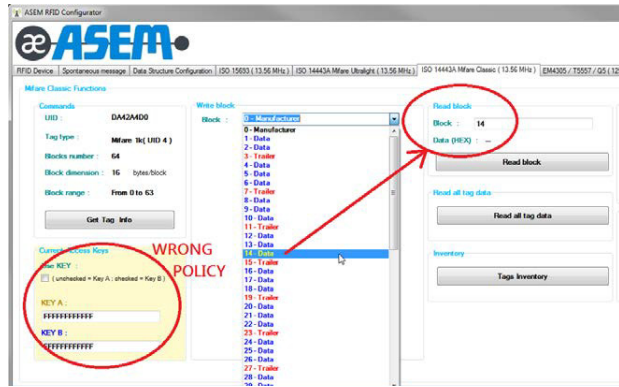 ASEM RFID Configurator
æ ASEM
RFID Device Spontaneous message Data Structure Configuration ISO 15693 ( 13.56 MHz ) ISO 14443A Mifare Ultralight ( 13.56 MHz ) ISO 14443A Mifare Classic ( 13.56 MHz ) EM4305 / T5557 / Q5 ( 12
Mifare Classic Functions
Commands
UID : DA42A4D0
Tag type : Mifare 1k( UID 4 )
Blocks number : 64
Block dimension : 16 bytes/block
Block range : From 0 to 63
Get Tag Info
Current Access Keys
Use KEY :
( unchecked = Key A ; checked = Key B )
KEY A :
FFFFFFFFFFFF
KEY B :
FFFFFFFFFFFF
WRONG
POLICY
Write block
Block : 0 - Manufacturer
0 - Manufacturer
1 - Data
2 - Data
3 - Trailer
4 - Data
5 - Data
6 - Data
7 - Trailer
8 - Data
9 - Data
10 - Data
11 - Trailer
12 - Data
13 - Data
14 - Data
15 - Trailer
16 - Data
17 - Data
18 - Data
19 - Trailer
20 - Data
21 - Data
22 - Data
23 - Trailer
24 - Data
25 - Data
26 - Data
27 - Trailer
28 - Data
29 - Data
Read block
Block : 14
Data (HEX) : --
Read block
Read all tag data
Read all tag data
Inventory
Tags Inventory